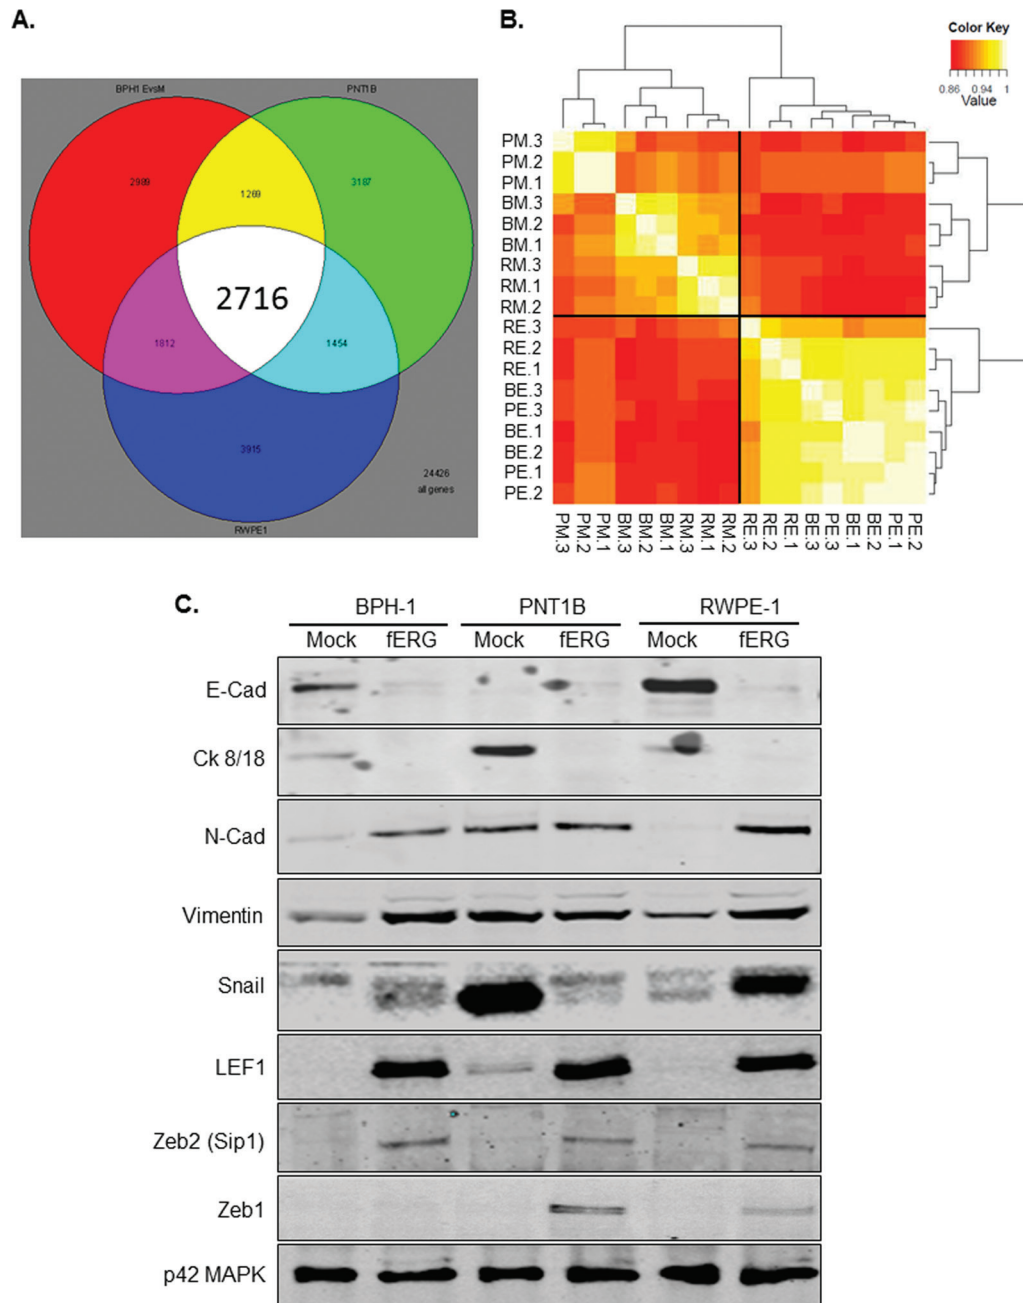 A.
BPH1 EvsM
PNT1B
2989
1269
3187
2716
1812
1454
3915
24426
all genes
RWPE1
B.
Color Key
0.86 0.94 1
Value
PM.3
PM.2
PM.1
BM.3
BM.2
BM.1
RM.3
RM.1
RM.2
RE.3
RE.2
RE.1
BE.3
PE.3
BE.1
BE.2
PE.1
PE.2
PM.3 PM.2 PM.1 BM.3 BM.2 BM.1 RM.3 RM.1 RM.2 RE.3 RE.2 RE.1 BE.3 PE.3 BE.1 BE.2 PE.1 PE.2
C.
BPH-1 PNT1B RWPE-1
Mock fERG Mock fERG Mock fERG
E-Cad
Ck 8/18
N-Cad
Vimentin
Snail
LEF1
Zeb2 (Sip1)
Zeb1
p42 MAPK